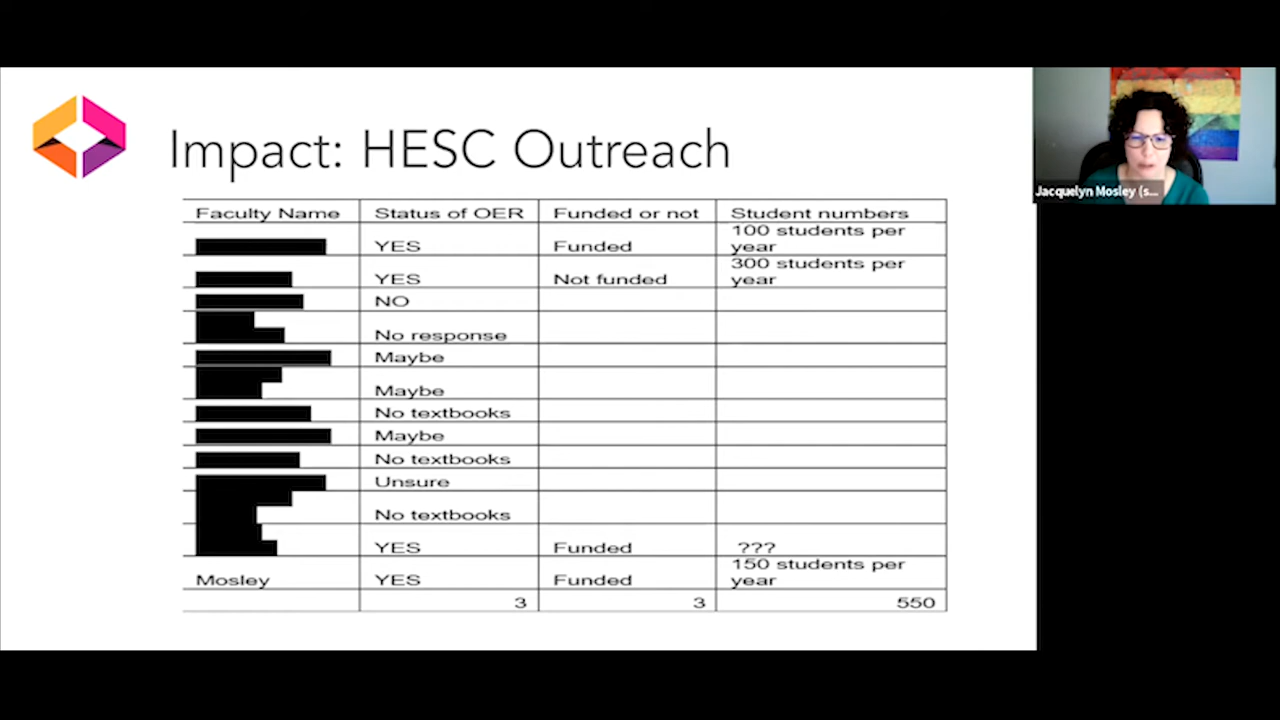 Impact: HESC Outreach
Jacquelyn Mosley (s...
Faculty Name Status of OER Funded or not Student numbers
YES Funded 100 students per
year
YES Not funded 300 students per
year
NO
No response
Maybe
Maybe
No textbooks
Maybe
No textbooks
Unsure
No textbooks
YES Funded ???
Mosley YES Funded 150 students per
year
3 3 550